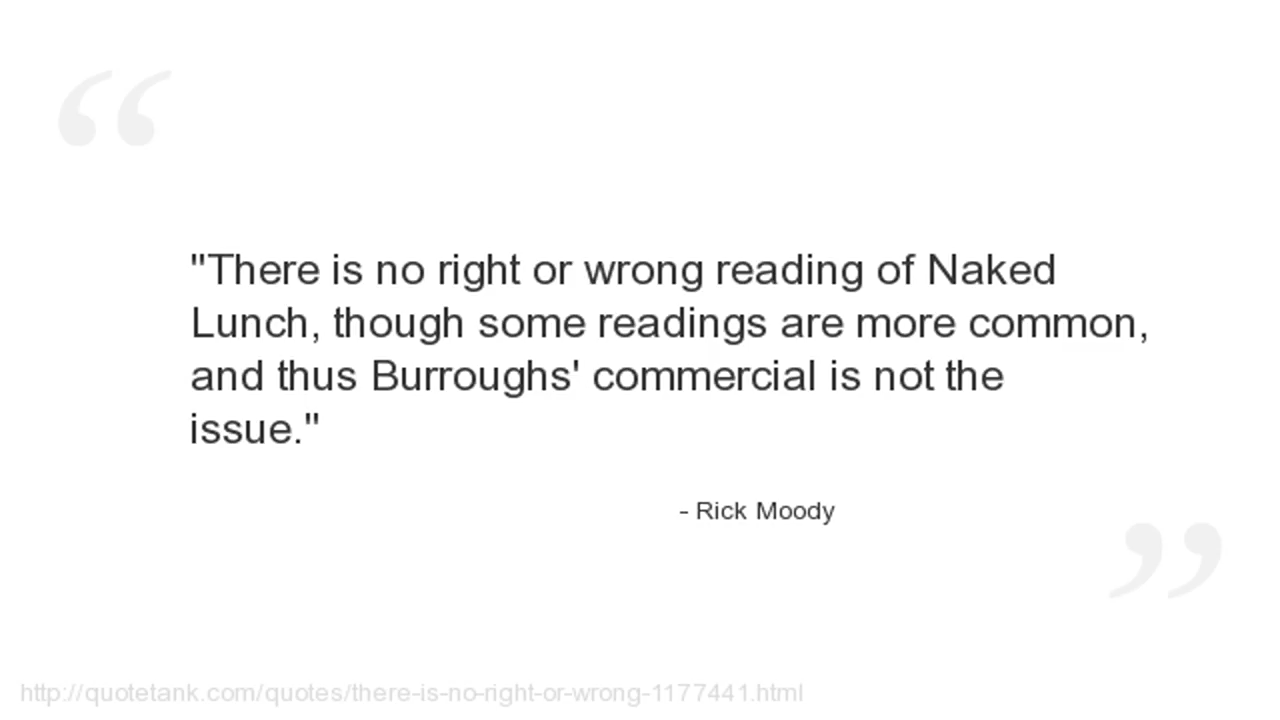 "There is no right or wrong reading of Naked
Lunch, though some readings are more common,
and thus Burroughs' commercial is not the
issue."
- Rick Moody
http://quotetank.com/quotes/there-is-no-right-or-wrong-1177441.html